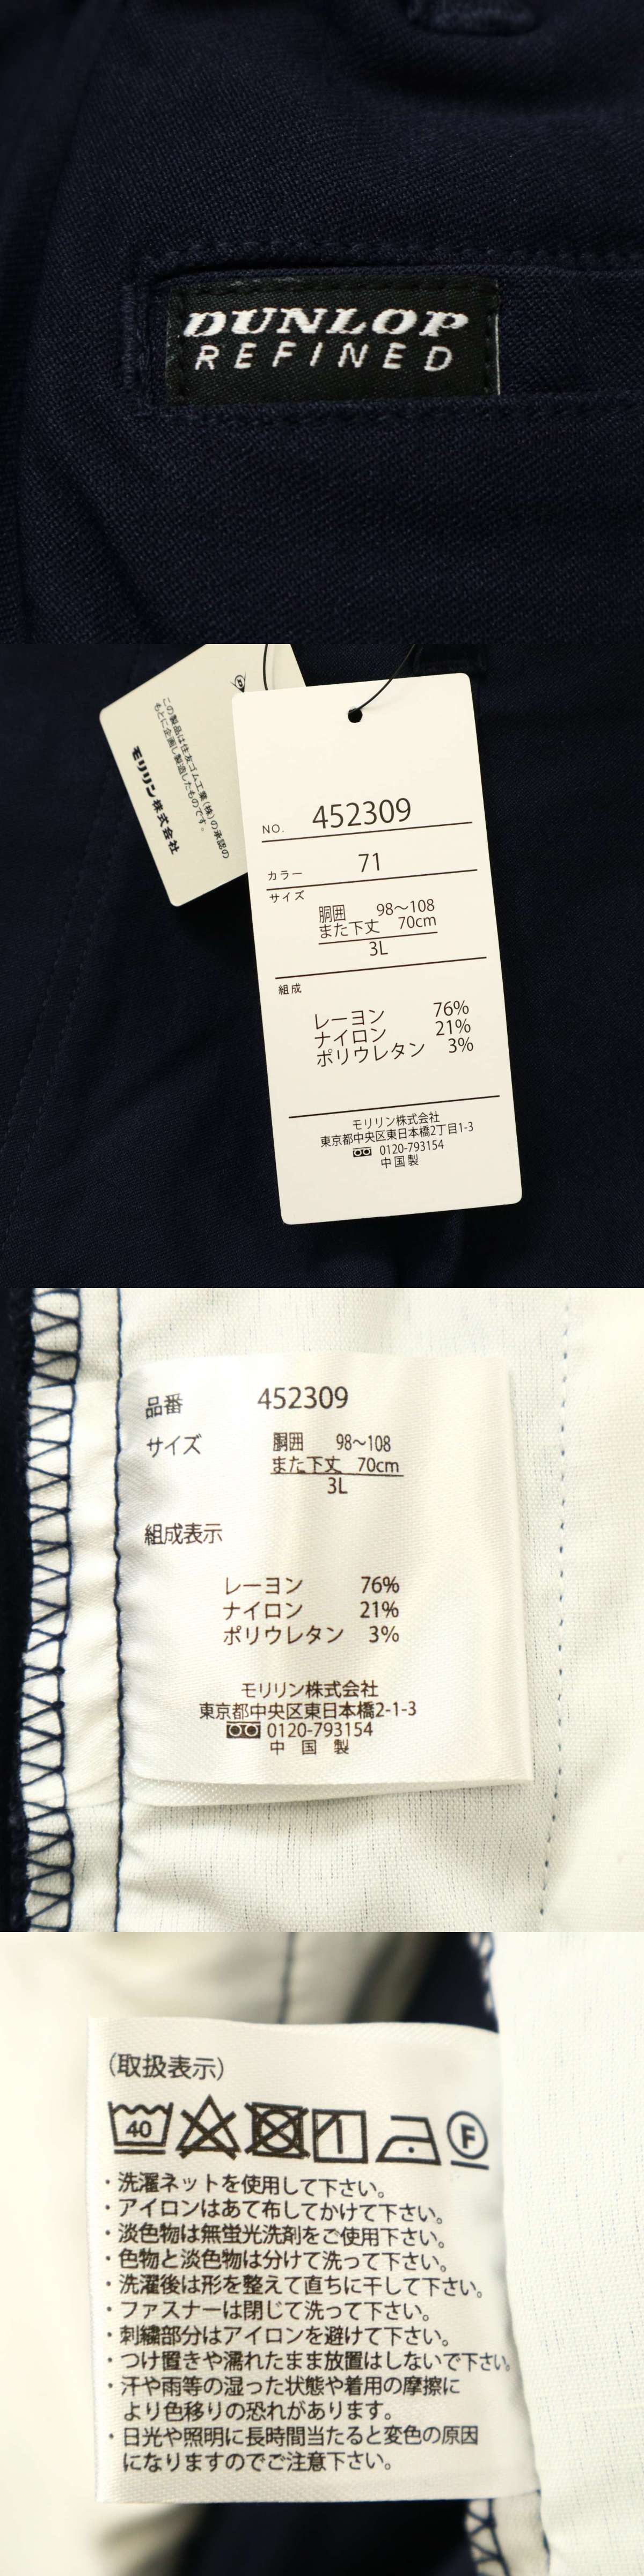 DUNLOP
REFINED
この製品は住友ゴム工業(株)の承認の
もとに企画し製造したものです。
モリリン株式会社
NO. 452309
カラー 71
サイズ
胴囲 98～108
また下丈 70cm
3L
組成
レーヨン 76%
ナイロン 21%
ポリウレタン 3%
モリリン株式会社
東京都中央区東日本橋2丁目1-3
0120-793154
中国製
品番 452309
サイズ 胴囲 98～108
また下丈 70cm
3L
組成表示
レーヨン 76%
ナイロン 21%
ポリウレタン 3%
モリリン株式会社
東京都中央区東日本橋2-1-3
0120-793154
中国製
(取扱表示)
40 F
・洗濯ネットを使用して下さい。
・アイロンはあて布してかけて下さい。
・淡色物は無蛍光洗剤をご使用下さい。
・色物と淡色物は分けて洗って下さい。
・洗濯後は形を整えて直ちに干して下さい。
・ファスナーは閉じて洗って下さい。
・刺繍部分はアイロンを避けて下さい。
・つけ置きや濡れたまま放置はしないで下さい。
・汗や雨等の湿った状態や着用の摩擦に
より色移りの恐れがあります。
・日光や照明に長時間当たると変色の原因
になりますのでご注意下さい。